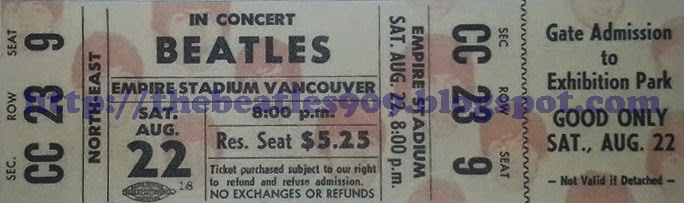 SEC. CC ROW 23 SEAT 9
NORTH-EAST
IN CONCERT
BEATLES
EMPIRE STADIUM VANCOUVER
SAT.
AUG.
22
8:00 p.m.
Res. Seat $5.25
Ticket purchased subject to our right
to refund and refuse admission.
NO EXCHANGES OR REFUNDS
18
SAT. AUG. 22, 8:00 p.m.
EMPIRE STADIUM
CC SEC
23 ROW
9 SEAT
Gate Admission
to
Exhibition Park
GOOD ONLY
SAT., AUG. 22
– Not Valid if Detached –
http://thebeatles909.blogspot.com